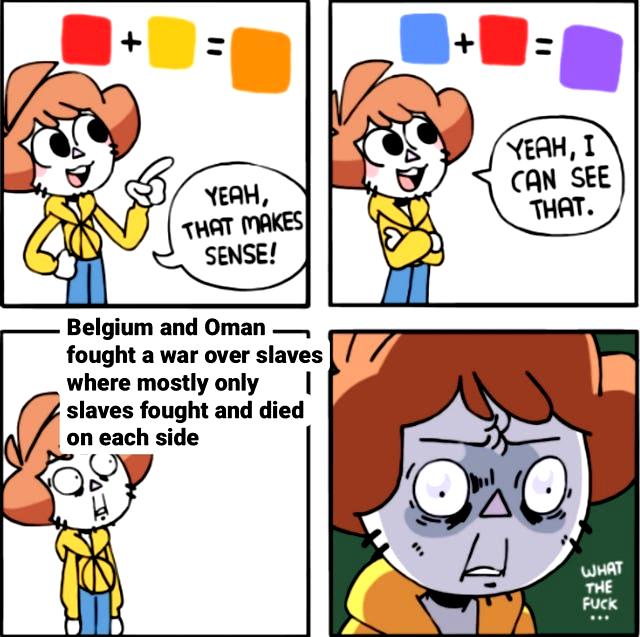 + =
YEAH,
THAT MAKES
SENSE!
+ =
YEAH, I
CAN SEE
THAT.
Belgium and Oman
fought a war over slaves
where mostly only
slaves fought and died
on each side
WHAT
THE
FUCK
...